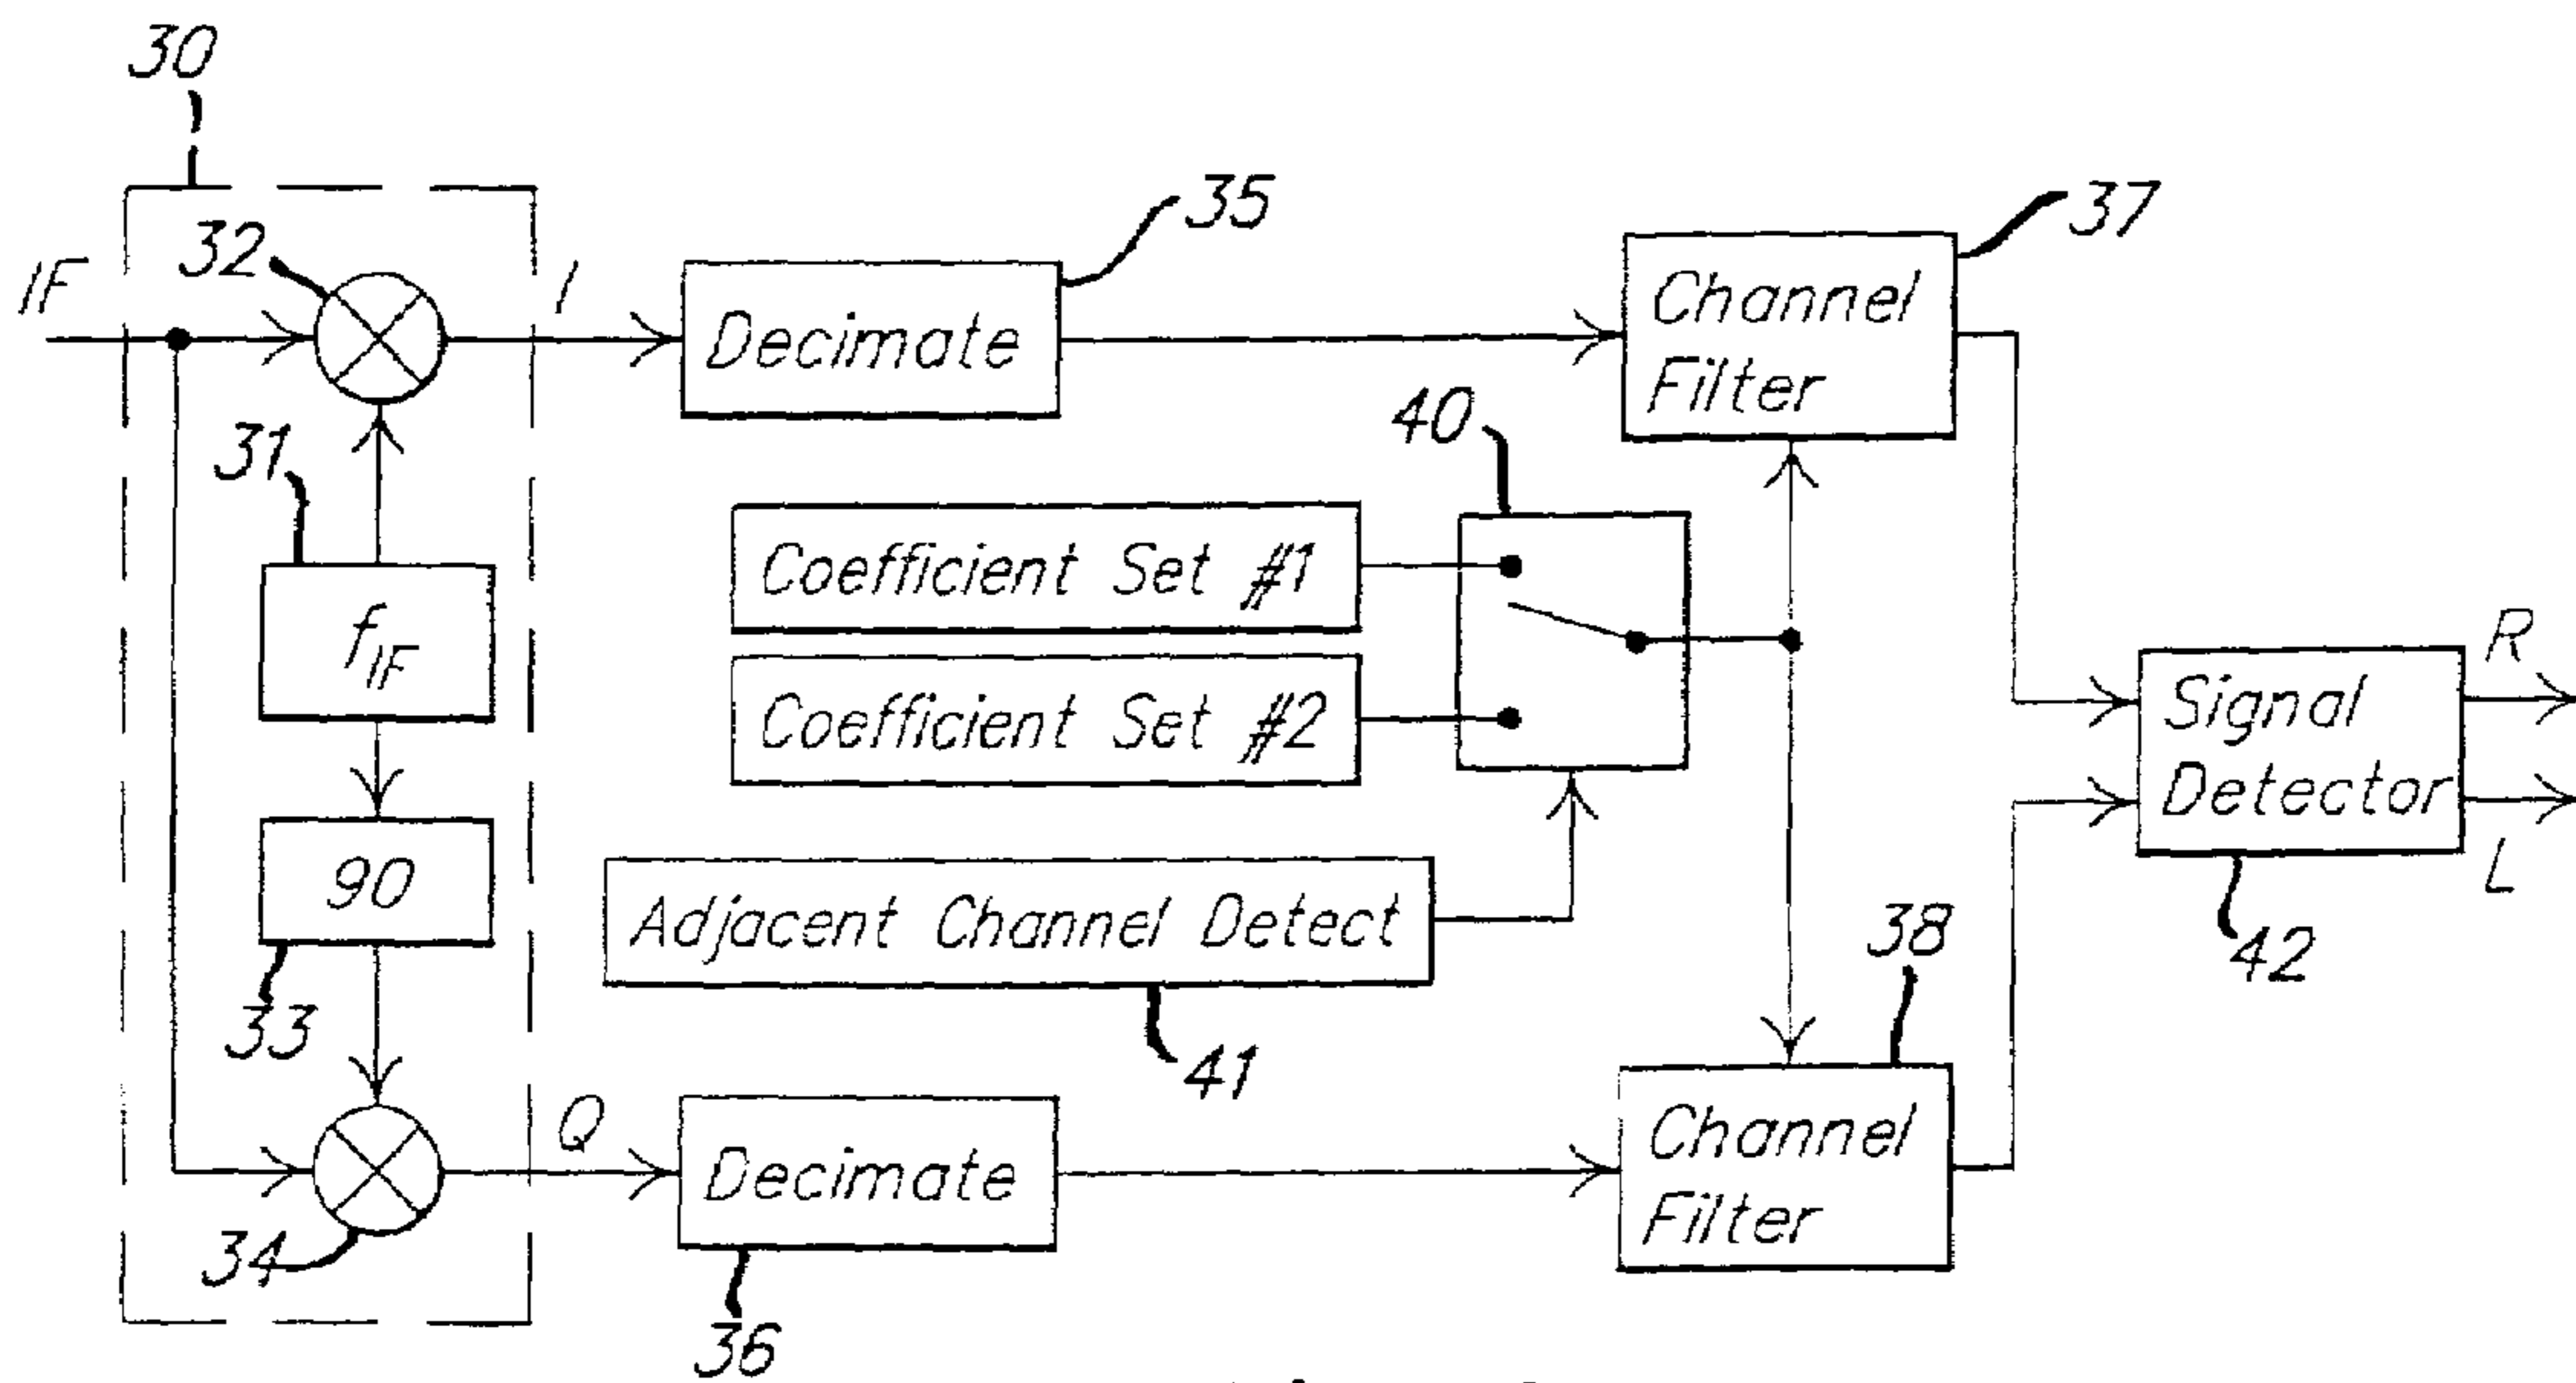 30
IF
32
I
35
Decimate
37
Channel
Filter
31
f_IF
40
Coefficient Set #1
Coefficient Set #2
90
33
Adjacent Channel Detect
41
R
Signal
Detector
L
42
38
34
Q
Decimate
36
Channel
Filter